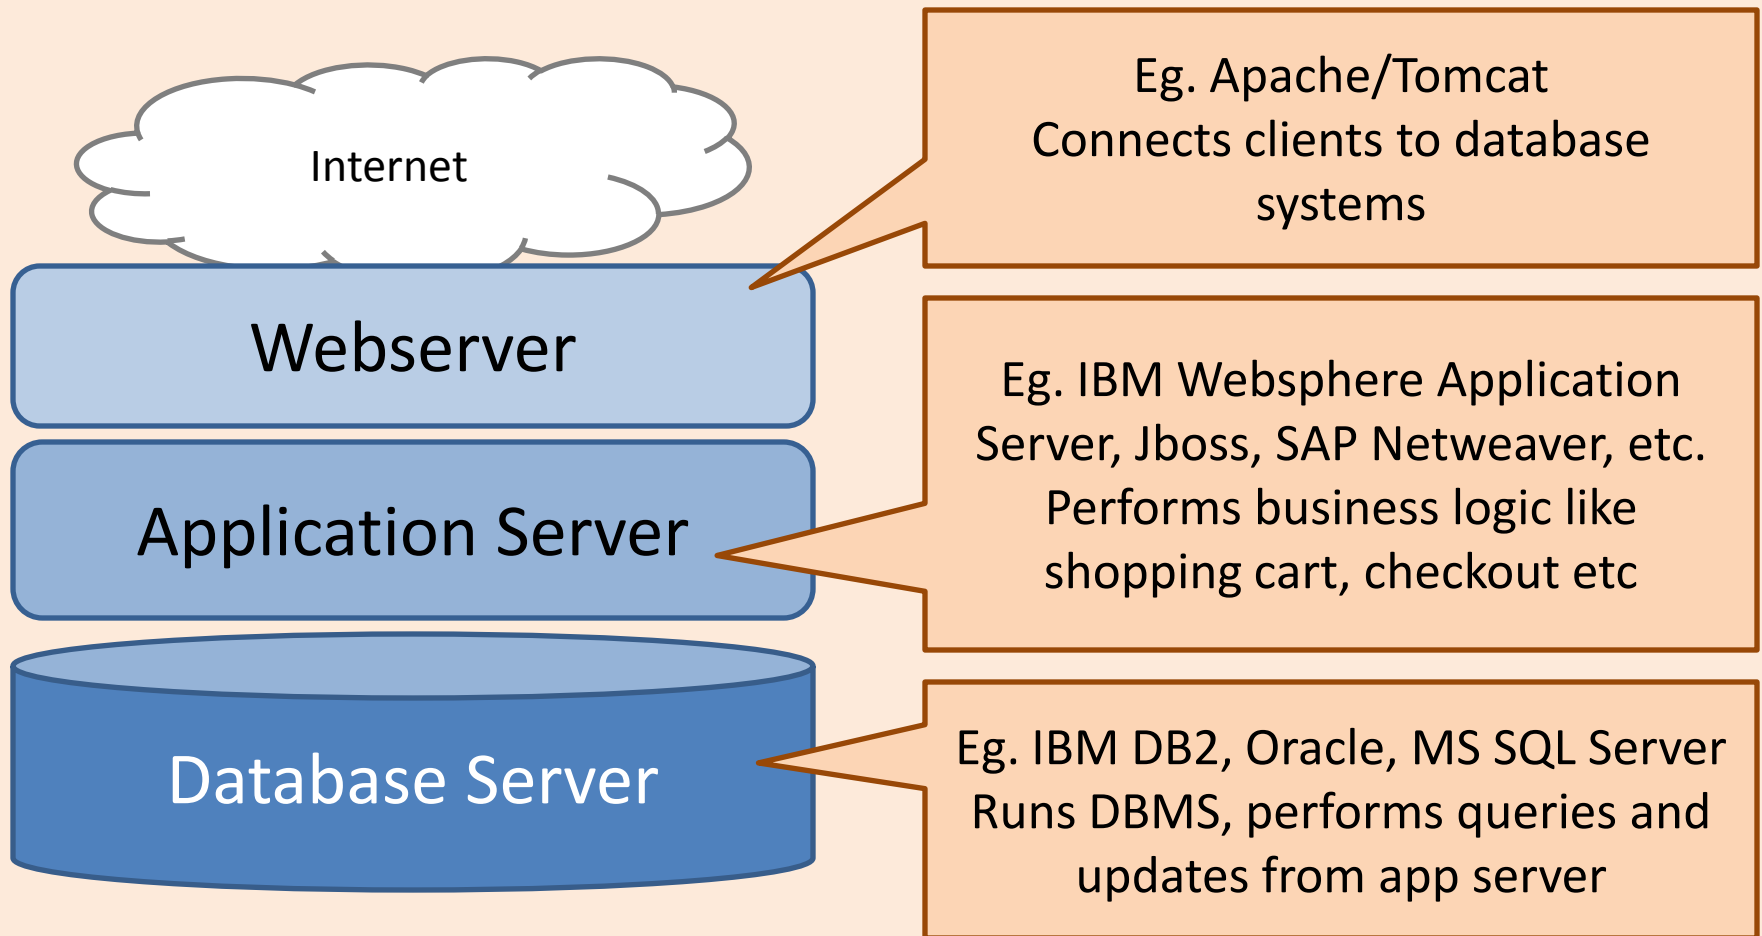 Internet
Webserver
Application Server
Database Server
Eg. Apache/Tomcat
Connects clients to database
systems
Eg. IBM Websphere Application
Server, Jboss, SAP Netweaver, etc.
Performs business logic like
shopping cart, checkout etc
Eg. IBM DB2, Oracle, MS SQL Server
Runs DBMS, performs queries and
updates from app server